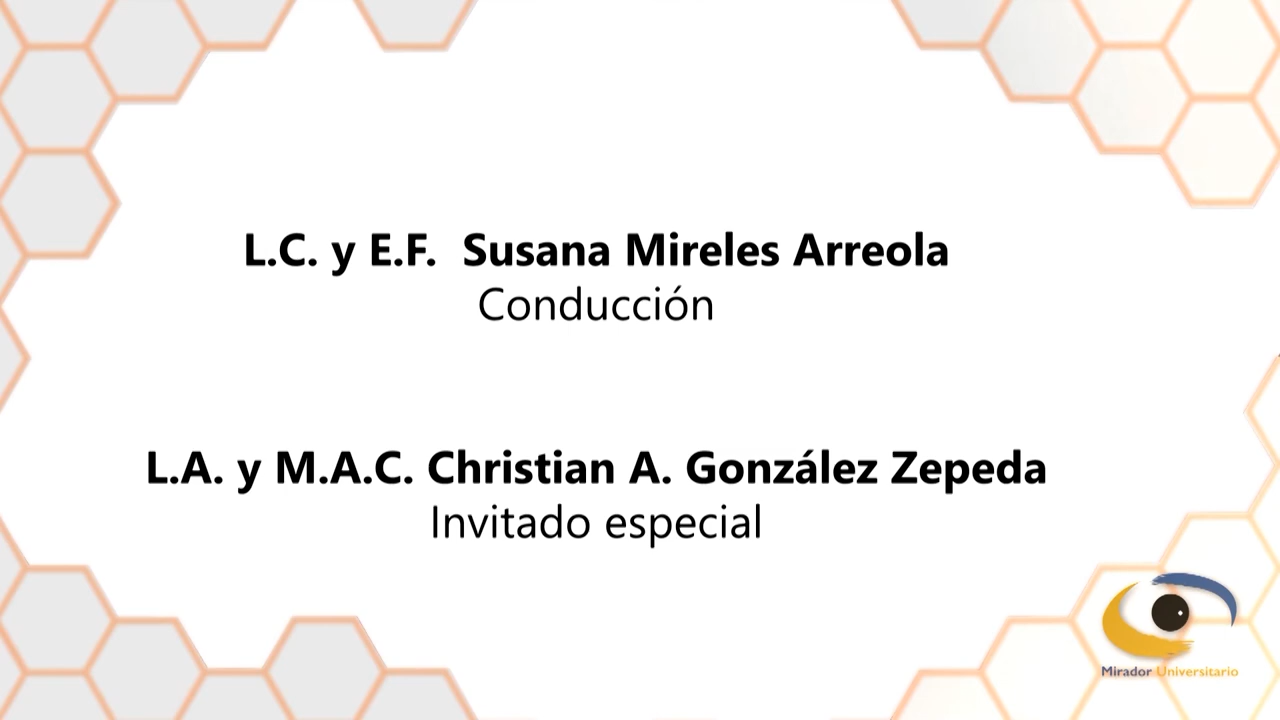 L.C. y E.F.  Susana Mireles Arreola
Conducción
L.A. y M.A.C. Christian A. González Zepeda
Invitado especial
Mirador Universitario